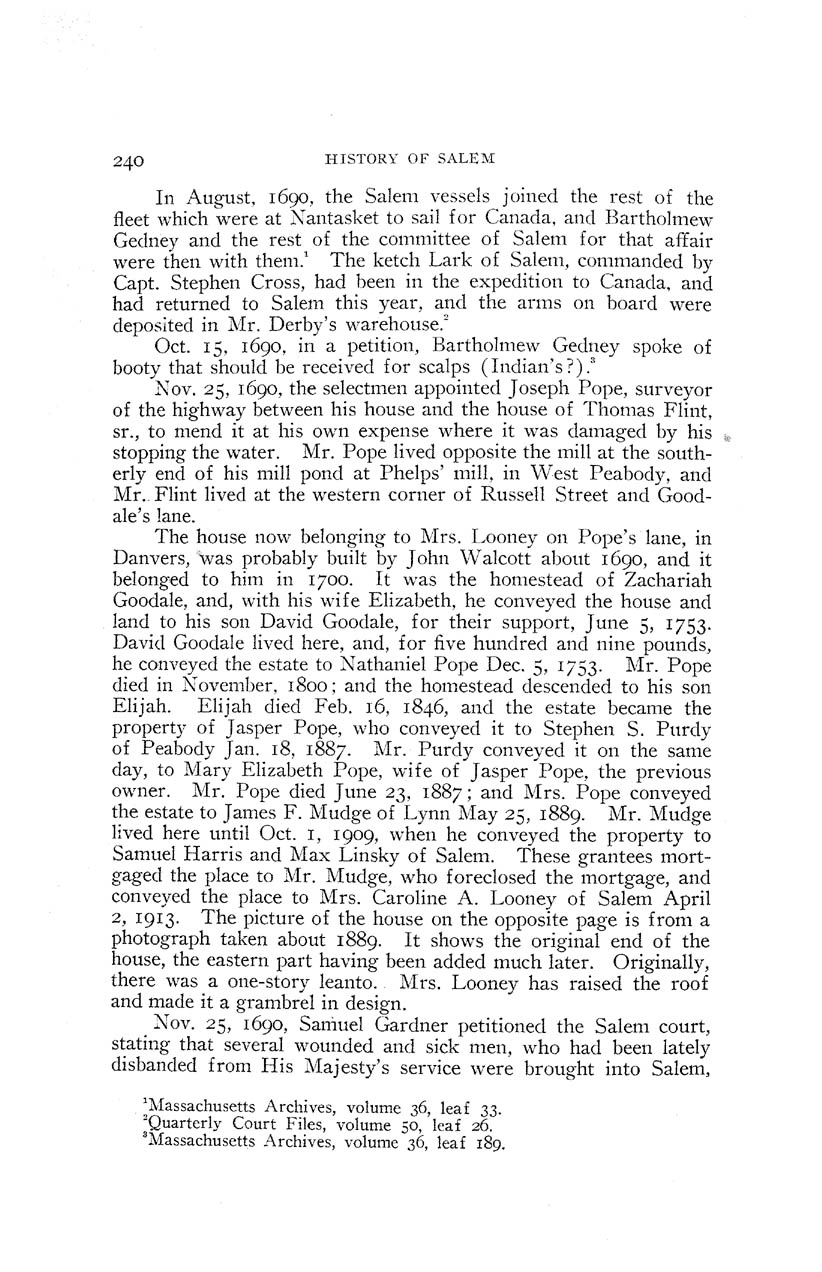 240 HISTORY OF SALEM
In August, 1690, the Salem vessels joined the rest of the
fleet which were at Nantasket to sail for Canada, and Bartholmew
Gedney and the rest of the committee of Salem for that affair
were then with them.¹ The ketch Lark of Salem, commanded by
Capt. Stephen Cross, had been in the expedition to Canada, and
had returned to Salem this year, and the arms on board were
deposited in Mr. Derby's warehouse.²
Oct. 15, 1690, in a petition, Bartholmew Gedney spoke of
booty that should be received for scalps (Indian's?).³
Nov. 25, 1690, the selectmen appointed Joseph Pope, surveyor
of the highway between his house and the house of Thomas Flint,
sr., to mend it at his own expense where it was damaged by his
stopping the water. Mr. Pope lived opposite the mill at the south-
erly end of his mill pond at Phelps' mill, in West Peabody, and
Mr. Flint lived at the western corner of Russell Street and Good-
ale's lane.
The house now belonging to Mrs. Looney on Pope's lane, in
Danvers, was probably built by John Walcott about 1690, and it
belonged to him in 1700. It was the homestead of Zachariah
Goodale, and, with his wife Elizabeth, he conveyed the house and
land to his son David Goodale, for their support, June 5, 1753.
David Goodale lived here, and, for five hundred and nine pounds,
he conveyed the estate to Nathaniel Pope Dec. 5, 1753. Mr. Pope
died in November, 1800; and the homestead descended to his son
Elijah. Elijah died Feb. 16, 1846, and the estate became the
property of Jasper Pope, who conveyed it to Stephen S. Purdy
of Peabody Jan. 18, 1887. Mr. Purdy conveyed it on the same
day, to Mary Elizabeth Pope, wife of Jasper Pope, the previous
owner. Mr. Pope died June 23, 1887; and Mrs. Pope conveyed
the estate to James F. Mudge of Lynn May 25, 1889. Mr. Mudge
lived here until Oct. 1, 1909, when he conveyed the property to
Samuel Harris and Max Linsky of Salem. These grantees mort-
gaged the place to Mr. Mudge, who foreclosed the mortgage, and
conveyed the place to Mrs. Caroline A. Looney of Salem April
2, 1913. The picture of the house on the opposite page is from a
photograph taken about 1889. It shows the original end of the
house, the eastern part having been added much later. Originally,
there was a one-story leanto. Mrs. Looney has raised the roof
and made it a grambrel in design.
Nov. 25, 1690, Samuel Gardner petitioned the Salem court,
stating that several wounded and sick men, who had been lately
disbanded from His Majesty's service were brought into Salem,
¹Massachusetts Archives, volume 36, leaf 33.
²Quarterly Court Files, volume 50, leaf 26.
³Massachusetts Archives, volume 36, leaf 189.